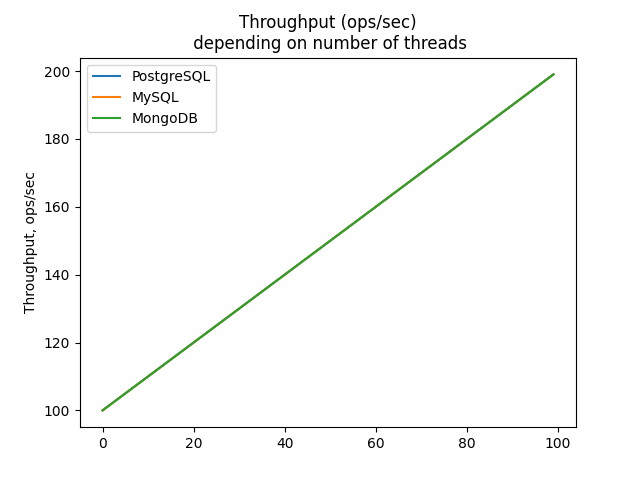 Throughput (ops/sec)
depending on number of threads
PostgreSQL
MySQL
MongoDB
Throughput, ops/sec
200
180
160
140
120
100
0 20 40 60 80 100